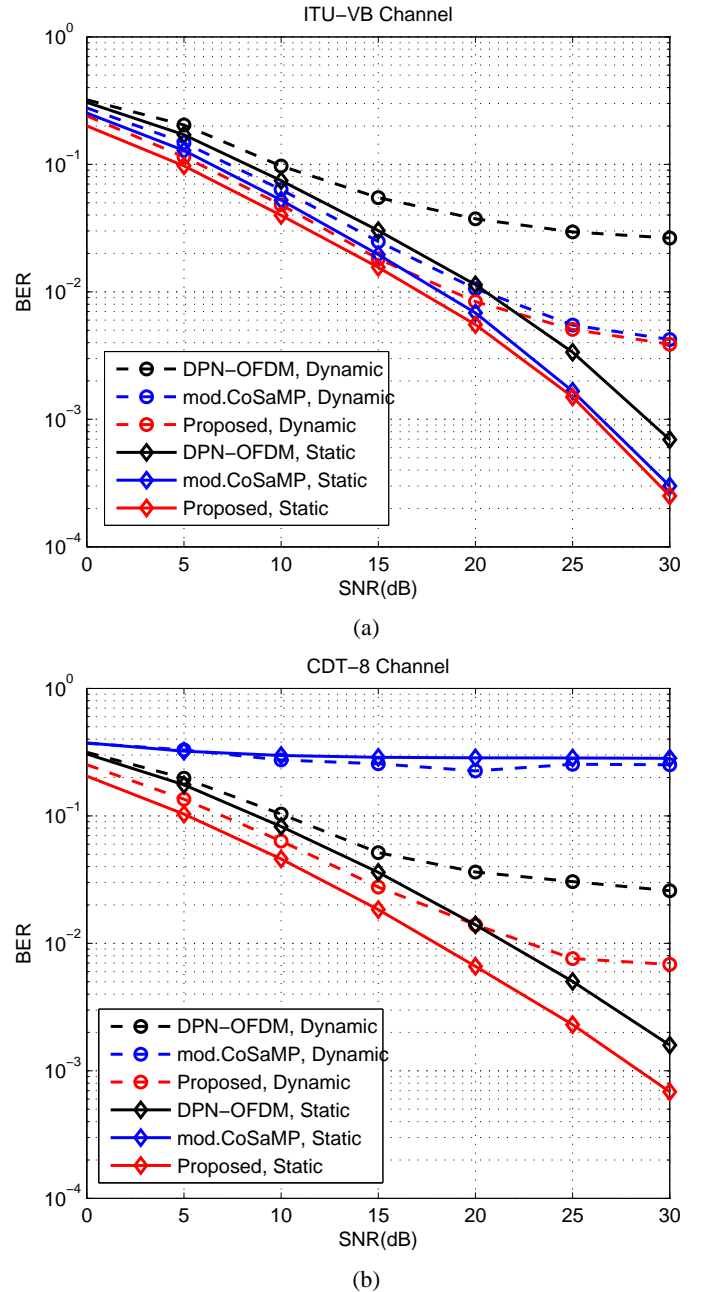 ITU−VB Channel
10^0
10^−1
10^−2
10^−3
10^−4
BER
DPN−OFDM, Dynamic
mod.CoSaMP, Dynamic
Proposed, Dynamic
DPN−OFDM, Static
mod.CoSaMP, Static
Proposed, Static
0 5 10 15 20 25 30
SNR(dB)
(a)
CDT−8 Channel
10^0
10^−1
10^−2
10^−3
10^−4
BER
DPN−OFDM, Dynamic
mod.CoSaMP, Dynamic
Proposed, Dynamic
DPN−OFDM, Static
mod.CoSaMP, Static
Proposed, Static
0 5 10 15 20 25 30
SNR(dB)
(b)